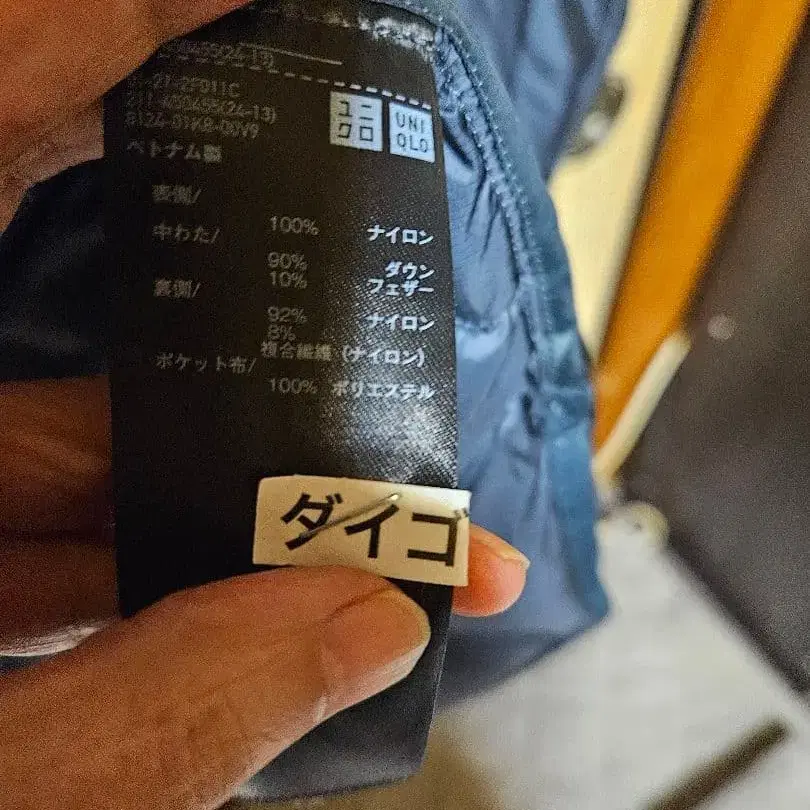 ユニ
クロ
UNI
QLO
ベトナム製
表側/
100% ナイロン
中わた/
90% ダウン
10% フェザー
裏側/
92% ナイロン
8% 複合繊維 (ナイロン)
ポケット布/
100% ポリエステル
ダイゴ